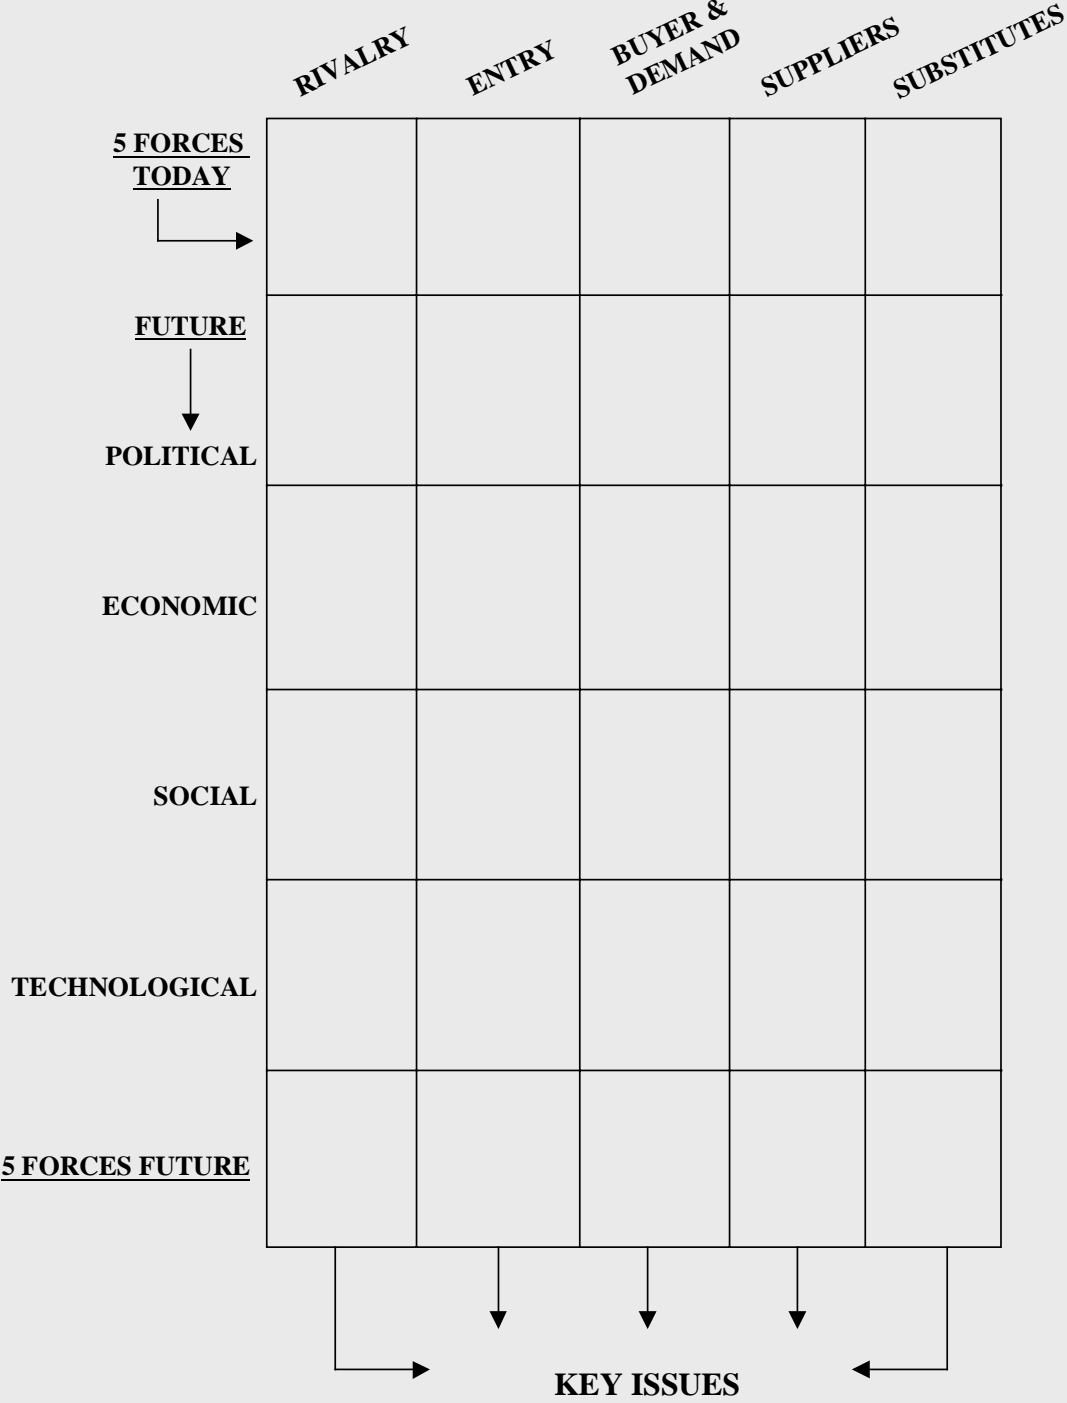 RIVALRY
ENTRY
BUYER &
DEMAND
SUPPLIERS
SUBSTITUTES
5 FORCES
TODAY
FUTURE
POLITICAL
ECONOMIC
SOCIAL
TECHNOLOGICAL
5 FORCES FUTURE
KEY ISSUES